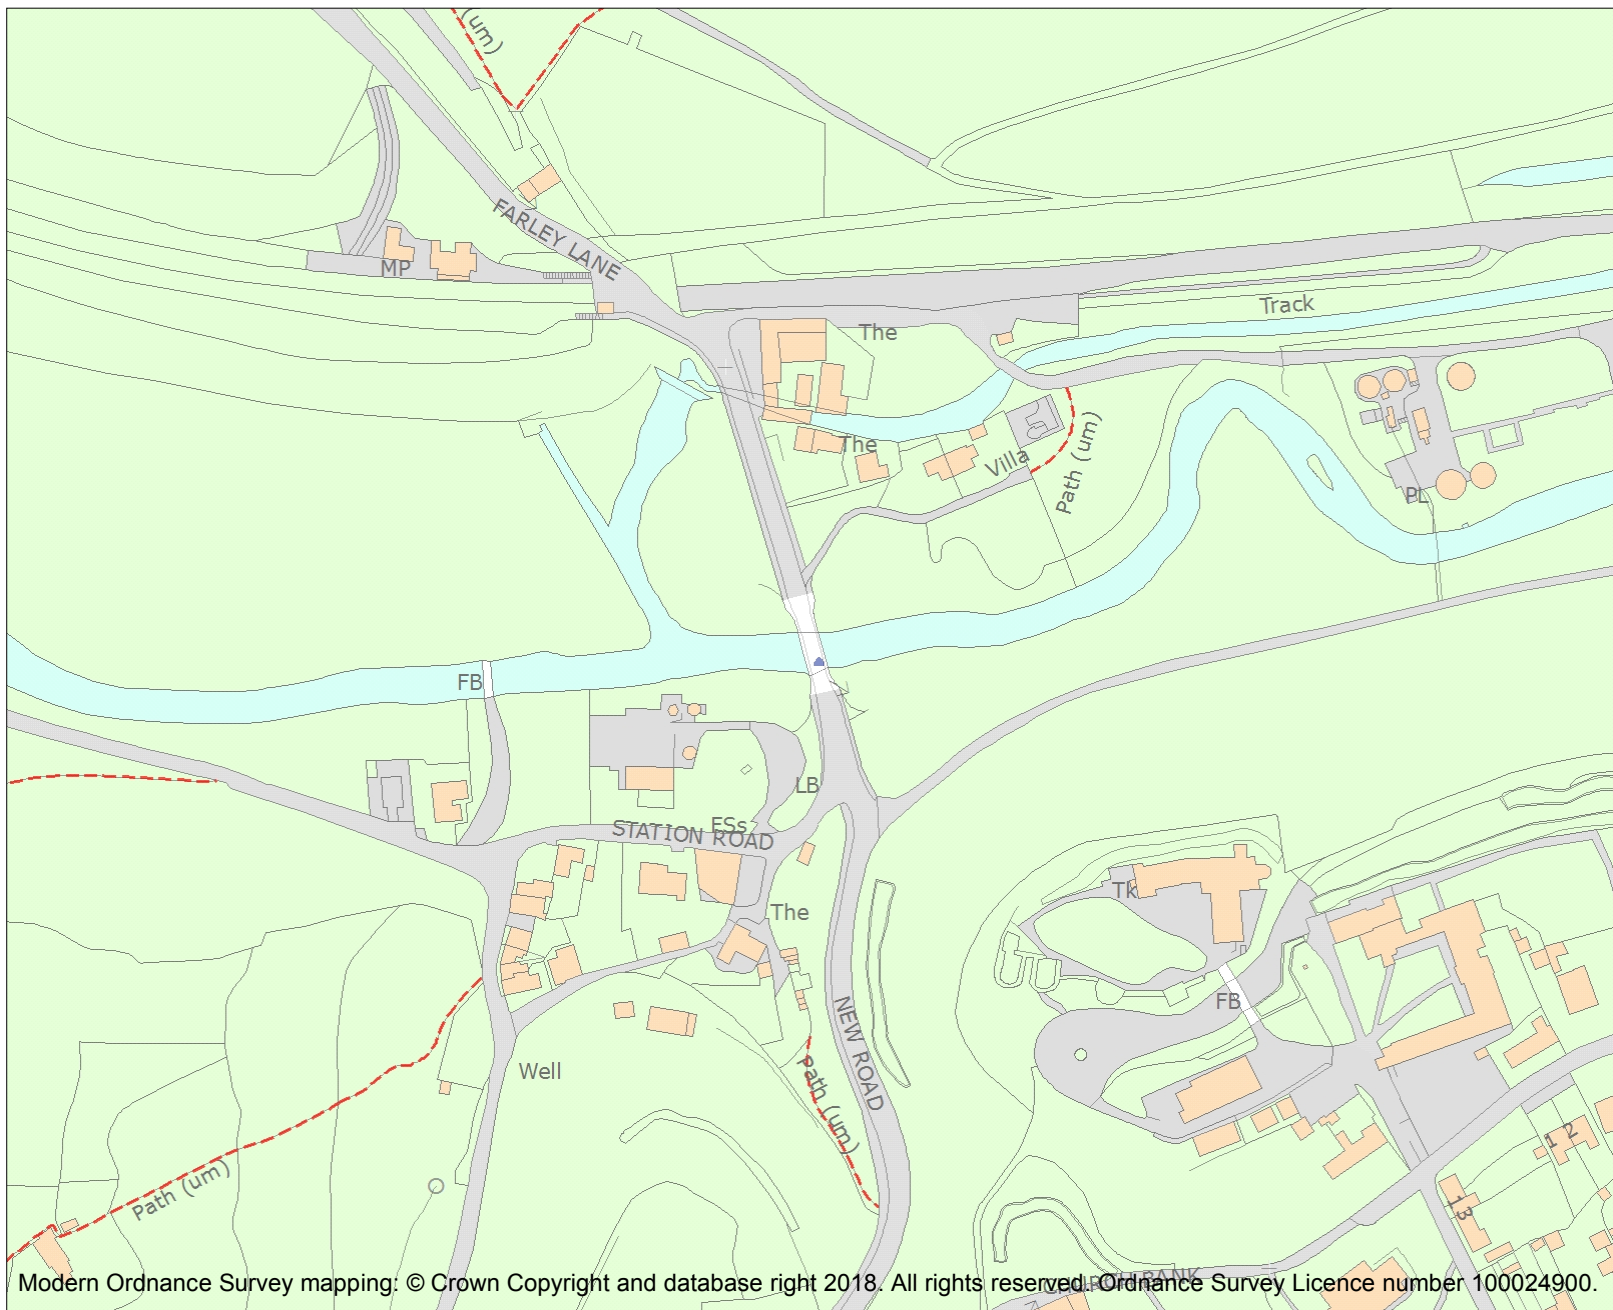 (um)
FARLEY LANE
MP
The
Track
The
Villa
Path (um)
PL
FB
LB
ESs
STATION ROAD
Tk
The
FB
NEW ROAD
Well
Path (um)
1 2
Path (um)
13
CHURCH BANK
Modern Ordnance Survey mapping: © Crown Copyright and database right 2018. All rights reserved. Ordnance Survey Licence number 100024900.